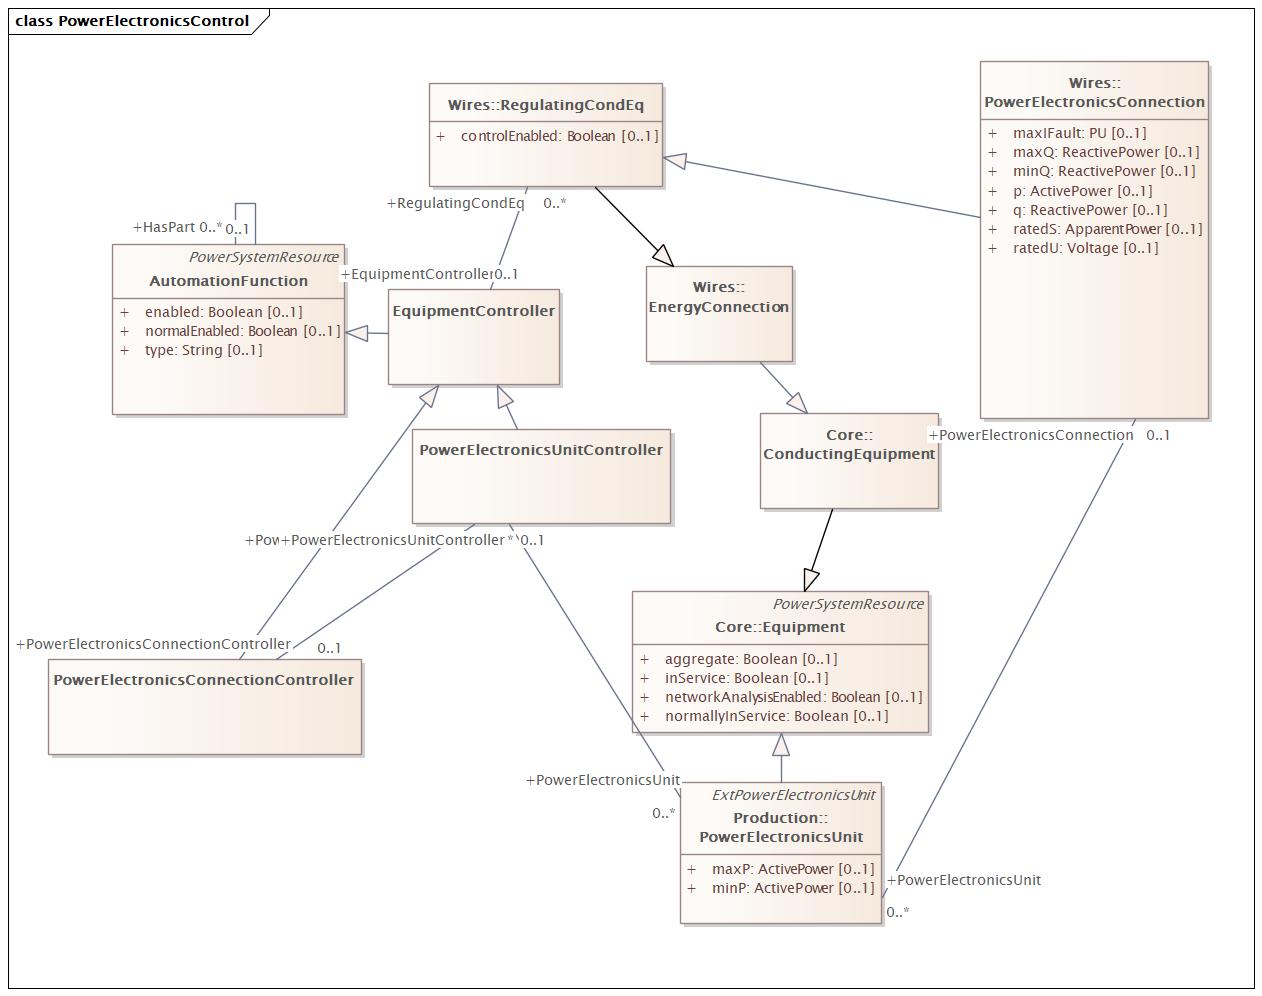 class PowerElectronicsControl
Wires::RegulatingCondEq
+ controlEnabled: Boolean [0..1]
Wires::
PowerElectronicsConnection
+ maxIFault: PU [0..1]
+ maxQ: ReactivePower [0..1]
+ minQ: ReactivePower [0..1]
+ p: ActivePower [0..1]
+ q: ReactivePower [0..1]
+ ratedS: ApparentPower [0..1]
+ ratedU: Voltage [0..1]
+RegulatingCondEq 0..*
+HasPart 0..* 0..1
PowerSystemResource
AutomationFunction
+ enabled: Boolean [0..1]
+ normalEnabled: Boolean [0..1]
+ type: String [0..1]
+EquipmentController 0..1
EquipmentController
Wires::
EnergyConnection
Core::
ConductingEquipment
+PowerElectronicsConnection 0..1
PowerElectronicsUnitController
+Pow +PowerElectronicsUnitController * 0..1
PowerSystemResource
Core::Equipment
+ aggregate: Boolean [0..1]
+ inService: Boolean [0..1]
+ networkAnalysisEnabled: Boolean [0..1]
+ normallyInService: Boolean [0..1]
+PowerElectronicsConnectionController 0..1
PowerElectronicsConnectionController
+PowerElectronicsUnit
0..*
ExtPowerElectronicsUnit
Production::
PowerElectronicsUnit
+ maxP: ActivePower [0..1]
+ minP: ActivePower [0..1]
+PowerElectronicsUnit
0..*